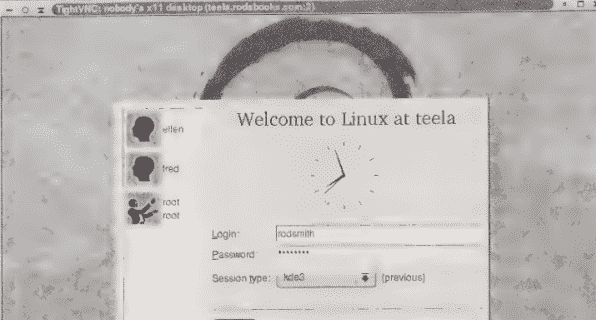 TightVNC: nobody's x11 desktop (teela.rodsbooks.com:2)
Welcome to Linux at teela
ellen
fred
root
root
Login: rodsmith
Password: ••••••••
Session type: kde3 (previous)